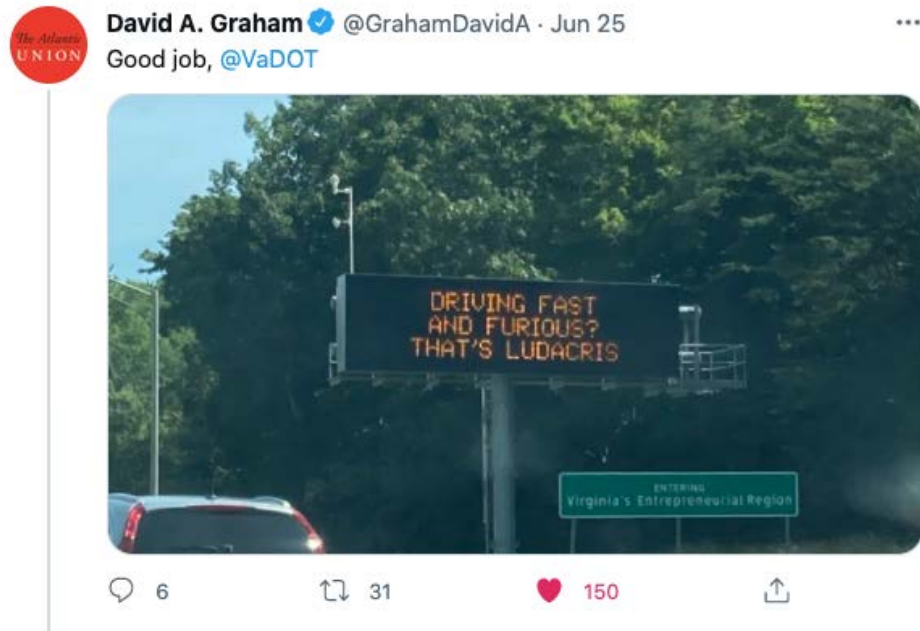 The Atlantic
UNION
David A. Graham @GrahamDavidA · Jun 25
Good job, @VaDOT
DRIVING FAST
AND FURIOUS?
THAT'S LUDACRIS
ENTERING
Virginia's Entrepreneurial Region
6 31 150